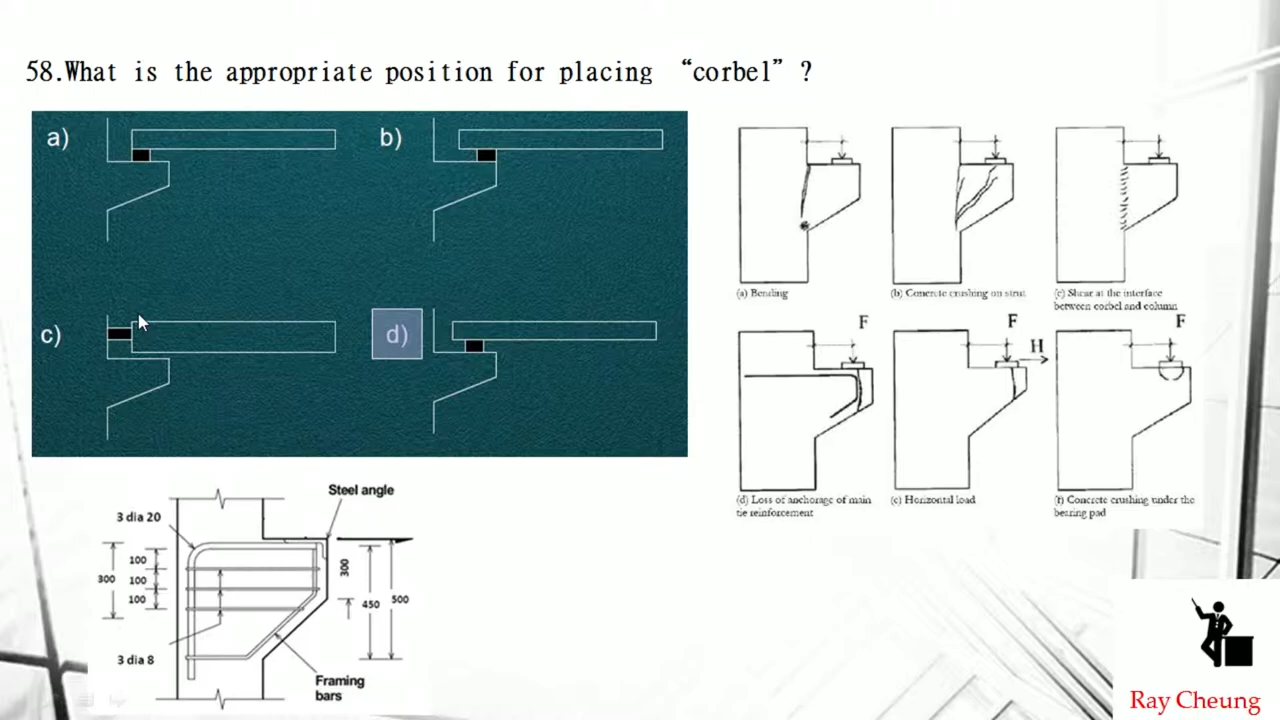 58.What is the appropriate position for placing “corbel”?
a)
b)
c)
d)
(a) Bending
(b) Concrete crushing on strut
(c) Shear at the interface
between corbel and column
F
F
H
F
(d) Loss of anchorage of main
tie reinforcement
(e) Horizontal load
(f) Concrete crushing under the
bearing pad
Steel angle
3 dia 20
300
100
100
100
300
450
500
3 dia 8
Framing
bars
Ray Cheung